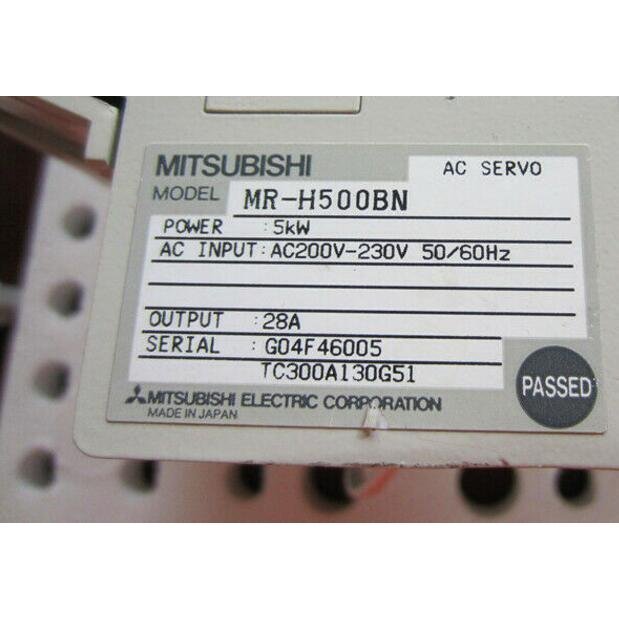 MITSUBISHI
AC SERVO
MODEL MR-H500BN
POWER :5kW
AC INPUT:AC200V-230V 50/60Hz
OUTPUT :28A
SERIAL :G04F46005
TC300A130G51
PASSED
MITSUBISHI ELECTRIC CORPORATION
MADE IN JAPAN